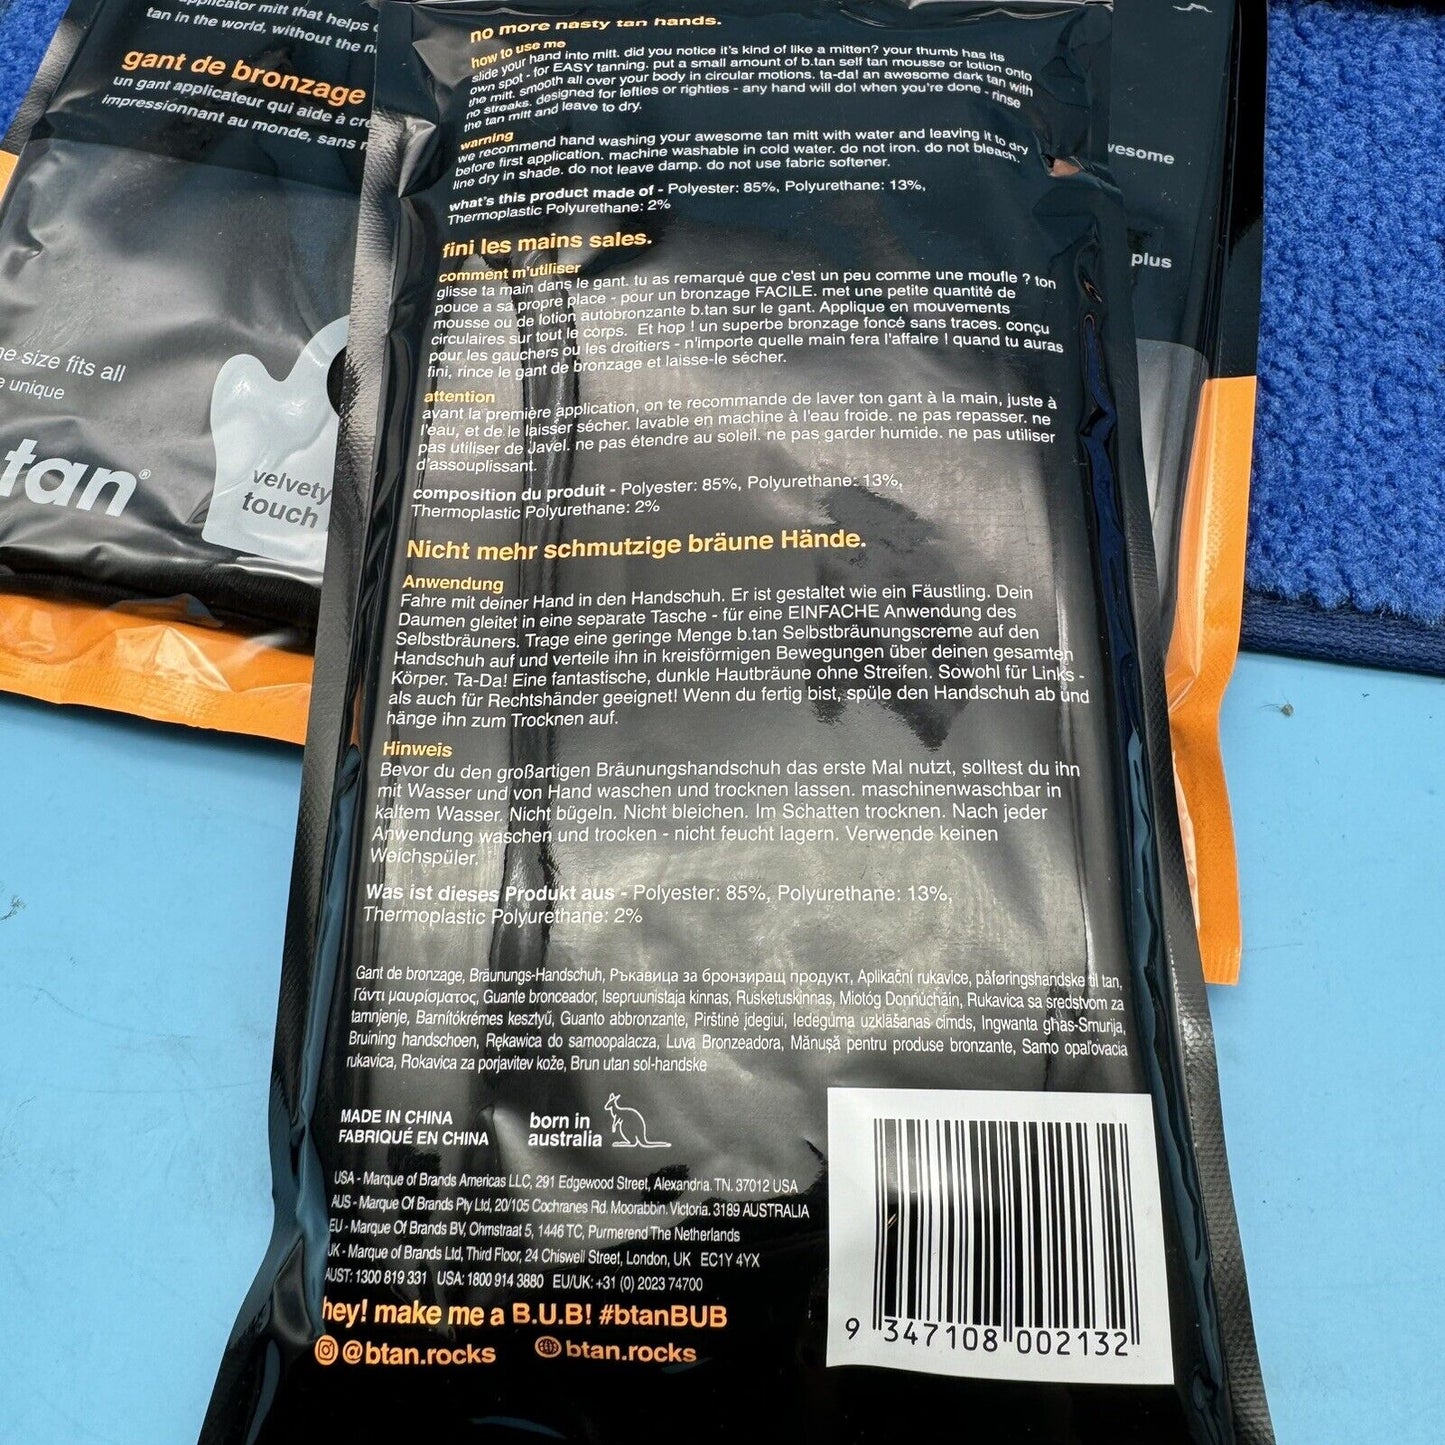 applicator mitt that helps
tan in the world, without the
gant de bronzage
un gant applicateur qui aide à
impressionnant au monde, sans
size fits all
unique
tan®
velvety
touch
vesome
plus
no more nasty tan hands.
how to use me
slide your hand into mitt. did you notice it's kind of like a mitten? your thumb has its
own spot - for EASY tanning. put a small amount of b.tan self tan mousse or lotion onto
the mitt. smooth all over your body in circular motions. ta-da! an awesome dark tan with
no streaks. designed for lefties or righties - any hand will do! when you're done - rinse
the tan mitt and leave to dry.
warning
we recommend hand washing your awesome tan mitt with water and leaving it to dry
before first application. machine washable in cold water. do not iron. do not bleach.
line dry in shade. do not leave damp. do not use fabric softener.
what's this product made of - Polyester: 85%, Polyurethane: 13%,
Thermoplastic Polyurethane: 2%
fini les mains sales.
comment m'utiliser
glisse ta main dans le gant. tu as remarqué que c'est un peu comme une moufle ? ton
pouce a sa propre place - pour un bronzage FACILE. met une petite quantité de
mousse ou de lotion autobronzante b.tan sur le gant. Applique en mouvements
circulaires sur tout le corps. Et hop ! un superbe bronzage foncé sans traces. conçu
pour les gauchers ou les droitiers - n'importe quelle main fera l'affaire ! quand tu auras
fini, rince le gant de bronzage et laisse-le sécher.
attention
avant la première application, on te recommande de laver ton gant à la main, juste à
l'eau, et de le laisser sécher. lavable en machine à l'eau froide. ne pas repasser. ne
pas utiliser de Javel. ne pas étendre au soleil. ne pas garder humide. ne pas utiliser
d'assouplissant.
composition du produit - Polyester: 85%, Polyurethane: 13%,
Thermoplastic Polyurethane: 2%
Nicht mehr schmutzige bräune Hände.
Anwendung
Fahre mit deiner Hand in den Handschuh. Er ist gestaltet wie ein Fäustling. Dein
Daumen gleitet in eine separate Tasche - für eine EINFACHE Anwendung des
Selbstbräuners. Trage eine geringe Menge b.tan Selbstbräunungscreme auf den
Handschuh auf und verteile ihn in kreisförmigen Bewegungen über deinen gesamten
Körper. Ta-Da! Eine fantastische, dunkle Hautbräune ohne Streifen. Sowohl für Links -
als auch für Rechtshänder geeignet! Wenn du fertig bist, spüle den Handschuh ab und
hänge ihn zum Trocknen auf.
Hinweis
Bevor du den großartigen Bräunungshandschuh das erste Mal nutzt, solltest du ihn
mit Wasser und von Hand waschen und trocknen lassen. maschinenwaschbar in
kaltem Wasser. Nicht bügeln. Nicht bleichen. Im Schatten trocknen. Nach jeder
Anwendung waschen und trocken - nicht feucht lagern. Verwende keinen
Weichspüler.
Was ist dieses Produkt aus - Polyester: 85%, Polyurethane: 13%,
Thermoplastic Polyurethane: 2%
Gant de bronzage, Bräunungs-Handschuh, Ръкавица за бронзиращ продукт, Aplikační rukavice, påføringshandske til tan,
Γάντι μαυρίσματος, Guante bronceador, Isepruunistaja kinnas, Rusketuskinnas, Miotóg Donnúcháin, Rukavica sa sredstvom za
tamnjenje, Barnítókrémes kesztyű, Guanto abbronzante, Pirštinė įdegiui, Iedeguma uzklāšanas cimds, Ingwanta għas-Smurija,
Bruining handschoen, Rękawica do samoopalacza, Luva Bronzeadora, Mănușă pentru produse bronzante, Samo opaľovacia
rukavica, Rokavica za porjavitev kože, Brun utan sol-handske
MADE IN CHINA
FABRIQUÉ EN CHINA
born in
australia
USA - Marque of Brands Americas LLC, 291 Edgewood Street, Alexandria. TN. 37012 USA
AUS - Marque Of Brands Pty Ltd, 20/105 Cochranes Rd. Moorabbin. Victoria. 3189 AUSTRALIA
EU - Marque Of Brands BV, Ohmstraat 5, 1446 TC, Purmerend The Netherlands
UK - Marque of Brands Ltd, Third Floor, 24 Chiswell Street, London, UK EC1Y 4YX
AUST: 1300 819 331 USA: 1800 914 3880 EU/UK: +31 (0) 2023 74700
hey! make me a B.U.B! #btanBUB
@btan.rocks btan.rocks
9 347108 002132